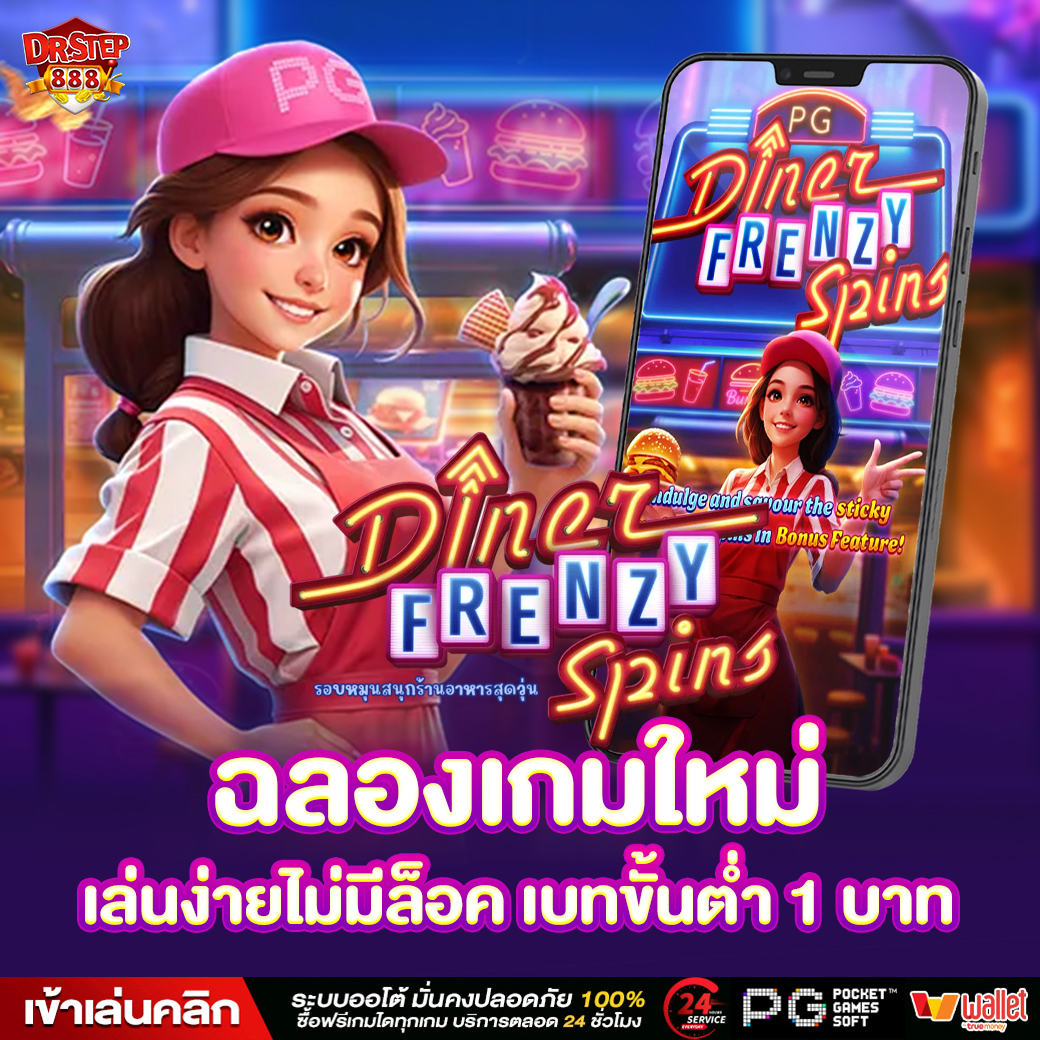 DR.STEP
888
PG
PG
Diner
FRENZY
Spins
Indulge and savour the sticky
in Bonus Feature!
Diner
FRENZY
Spins
รอบหมุนสนุกร้านอาหารสุดวุ่น
ฉลองเกมใหม่
เล่นง่ายไม่มีล็อค เบทขั้นต่ำ 1 บาท
เข้าเล่นคลิก
ระบบออโต้ มั่นคงปลอดภัย 100%
ซื้อฟรีเกมได้ทุกเกม บริการตลอด 24 ชั่วโมง
24 HOURS
SERVICE
EVERYDAY
PG POCKET™
GAMES
SOFT
wallet
by truemoney